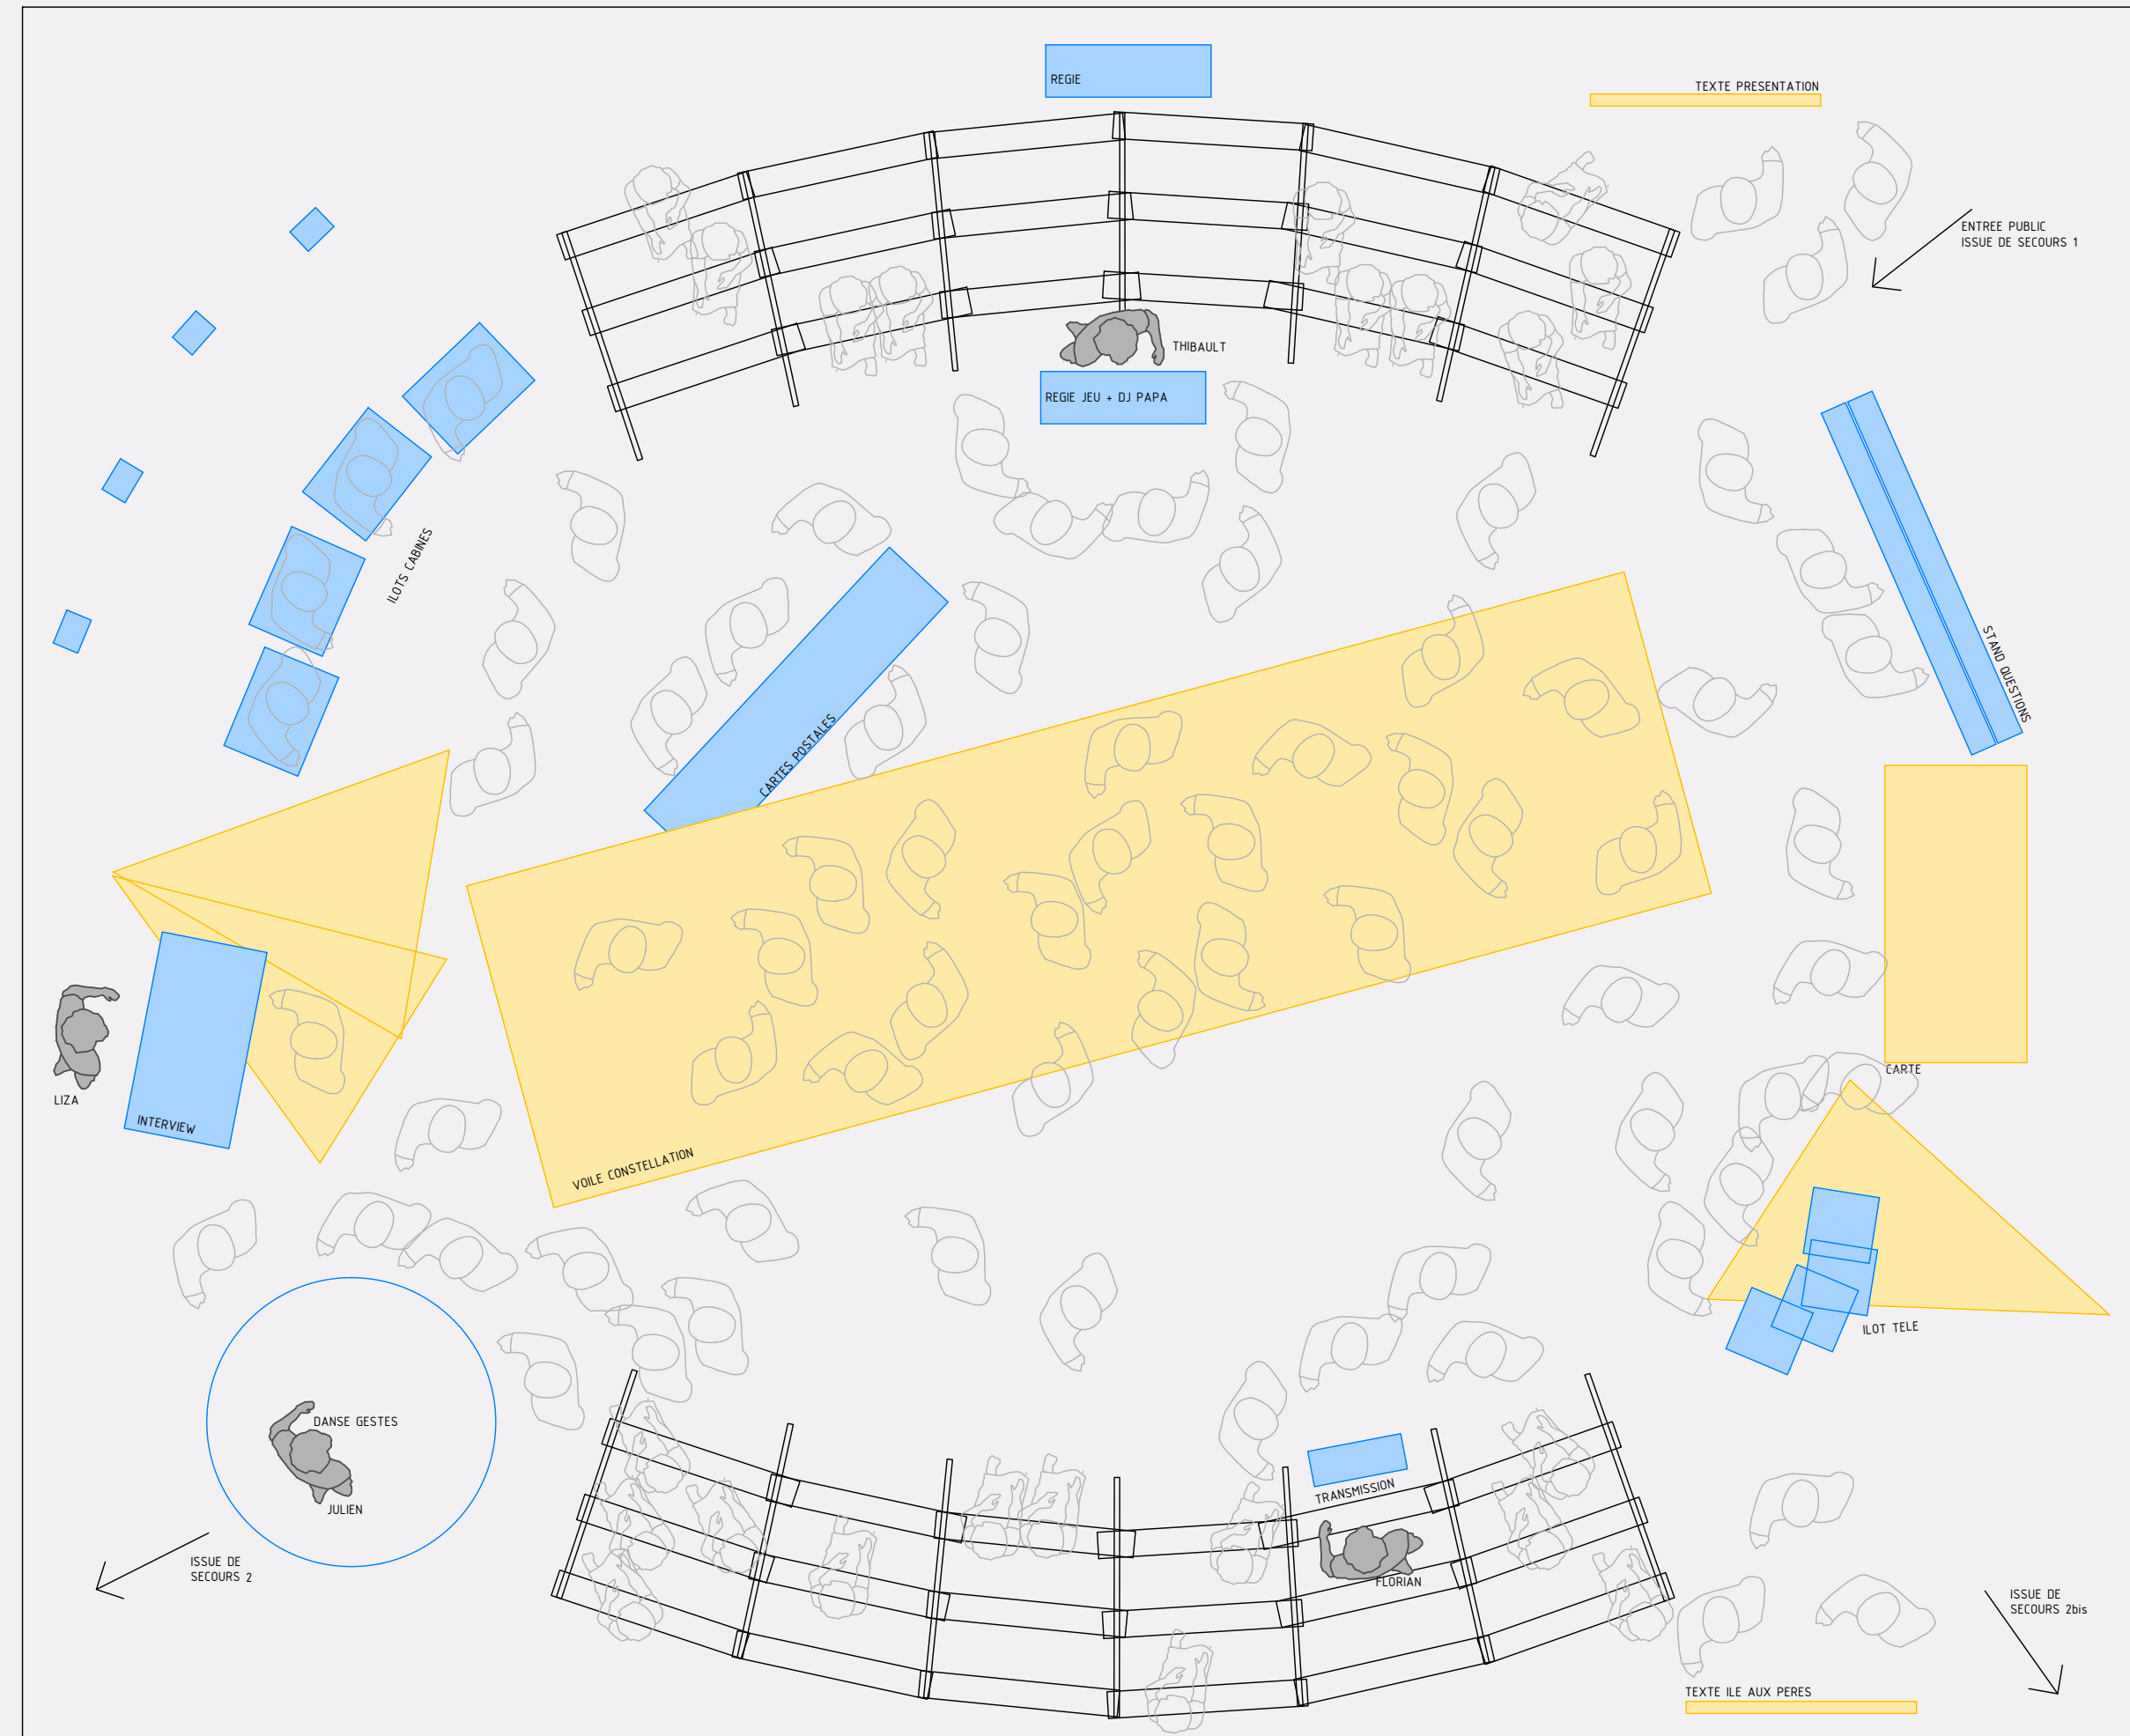 REGIE
TEXTE PRESENTATION
ENTREE PUBLIC
ISSUE DE SECOURS 1
THIBAULT
REGIE JEU + DJ PAPA
ILOTS CABINES
STAND QUESTIONS
CARTES POSTALES
CARTE
LIZA
INTERVIEW
VOILE CONSTELLATION
ILOT TELE
DANSE GESTES
JULIEN
TRANSMISSION
FLORIAN
ISSUE DE
SECOURS 2
ISSUE DE
SECOURS 2bis
TEXTE ILE AUX PERES